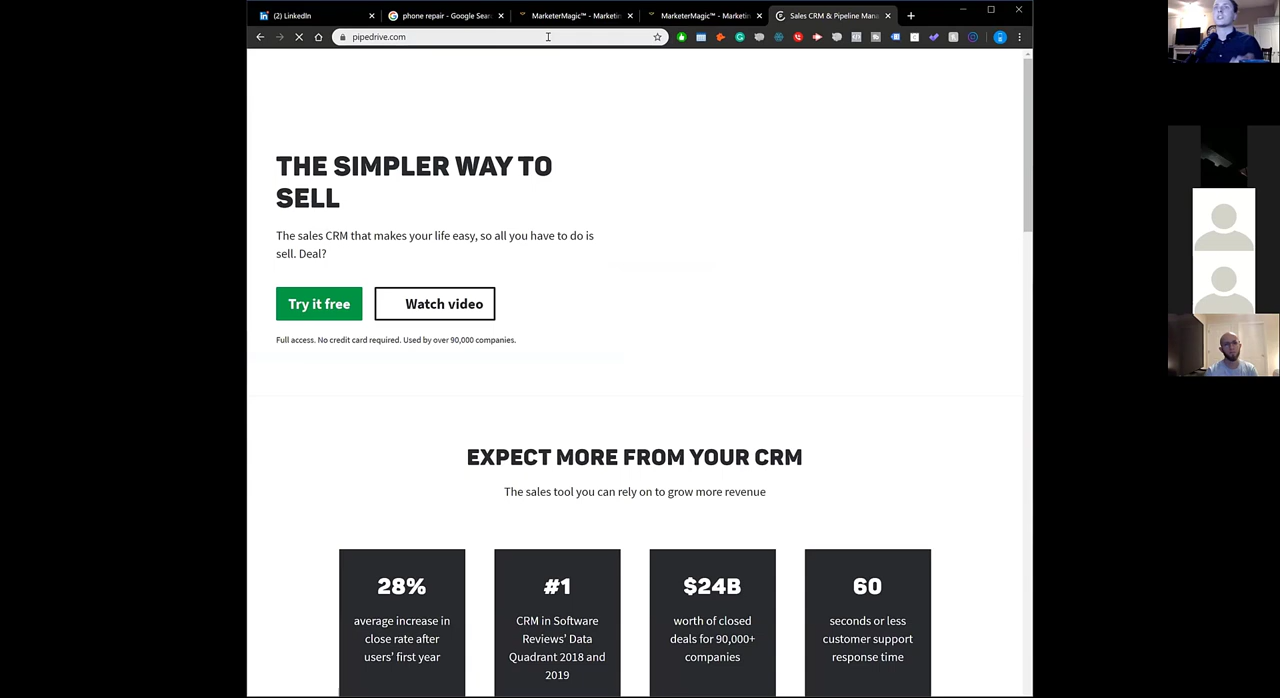 (2) LinkedIn
phone repair - Google Sear
MarketerMagic™ - Marketin
MarketerMagic™ - Marketin
Sales CRM & Pipeline Mana
pipedrive.com
THE SIMPLER WAY TO
SELL
The sales CRM that makes your life easy, so all you have to do is
sell. Deal?
Try it free
Watch video
Full access. No credit card required. Used by over 90,000 companies.
EXPECT MORE FROM YOUR CRM
The sales tool you can rely on to grow more revenue
28%
average increase in
close rate after
users’ first year
#1
CRM in Software
Reviews’ Data
Quadrant 2018 and
2019
$24B
worth of closed
deals for 90,000+
companies
60
seconds or less
customer support
response time